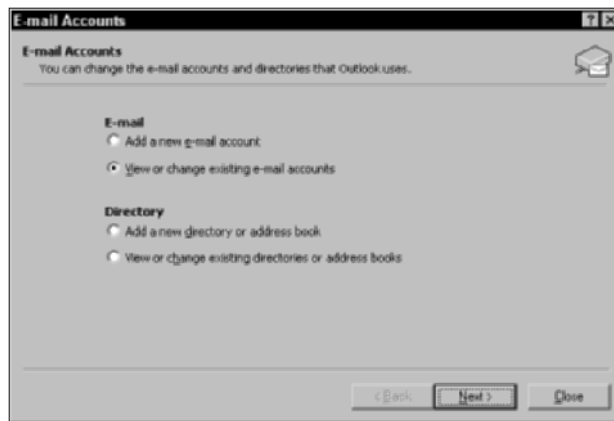 E-mail Accounts
E-mail Accounts
You can change the e-mail accounts and directories that Outlook uses.
E-mail
Add a new e-mail account
View or change existing e-mail accounts
Directory
Add a new directory or address book
View or change existing directories or address books
< Back Next > Close